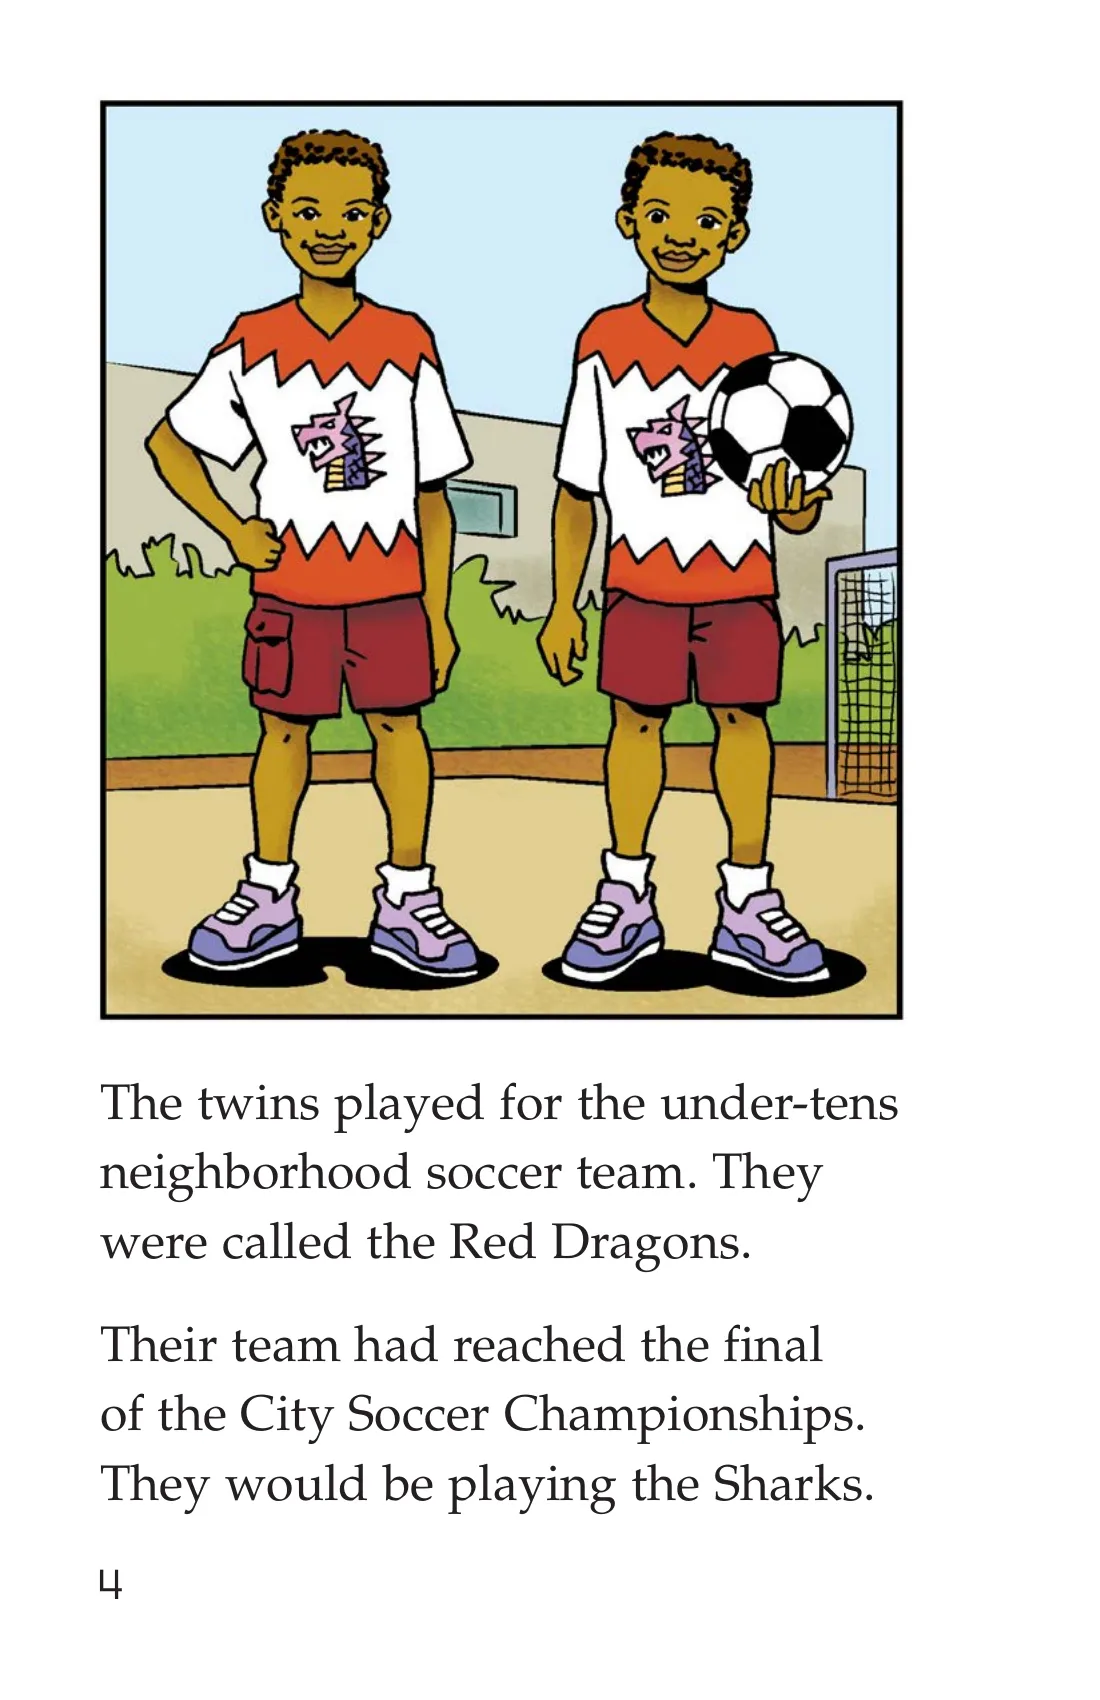 The twins played for the under-tens
neighborhood soccer team. They
were called the Red Dragons.
Their team had reached the final
of the City Soccer Championships.
They would be playing the Sharks.
4